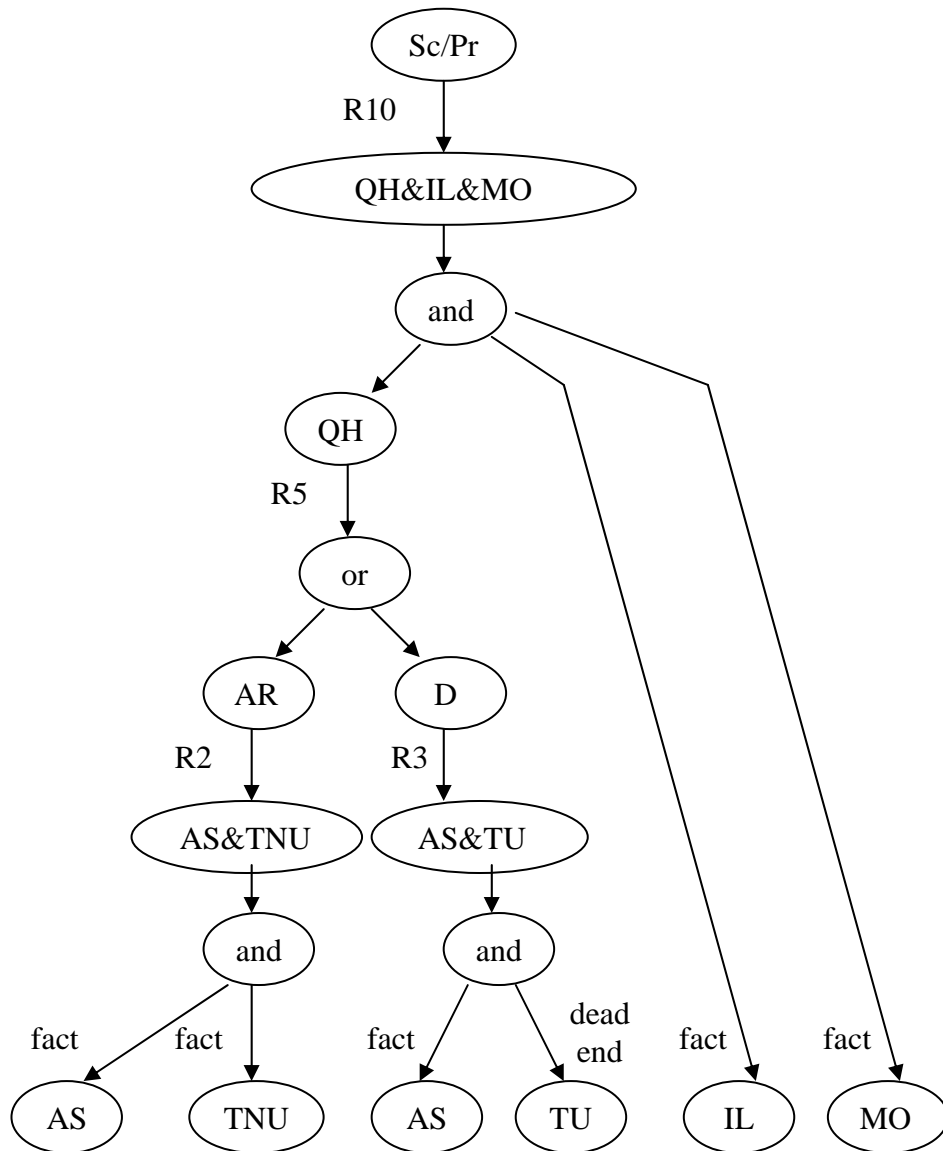 Sc/Pr
R10
QH&IL&MO
and
QH
R5
or
AR
D
R2
R3
AS&TNU
AS&TU
and
and
dead
end
fact
fact
fact
fact
fact
AS
TNU
AS
TU
IL
MO